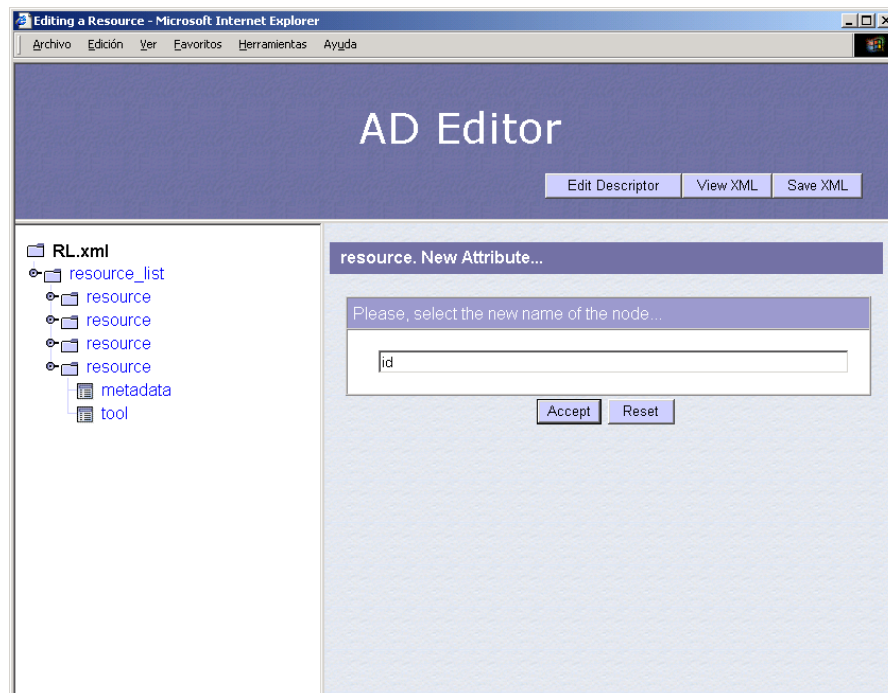 Editing a Resource - Microsoft Internet Explorer
Archivo Edición Ver Favoritos Herramientas Ayuda
AD Editor
Edit Descriptor View XML Save XML
RL.xml
resource_list
resource
resource
resource
resource
metadata
tool
resource. New Attribute...
Please, select the new name of the node...
id
Accept Reset